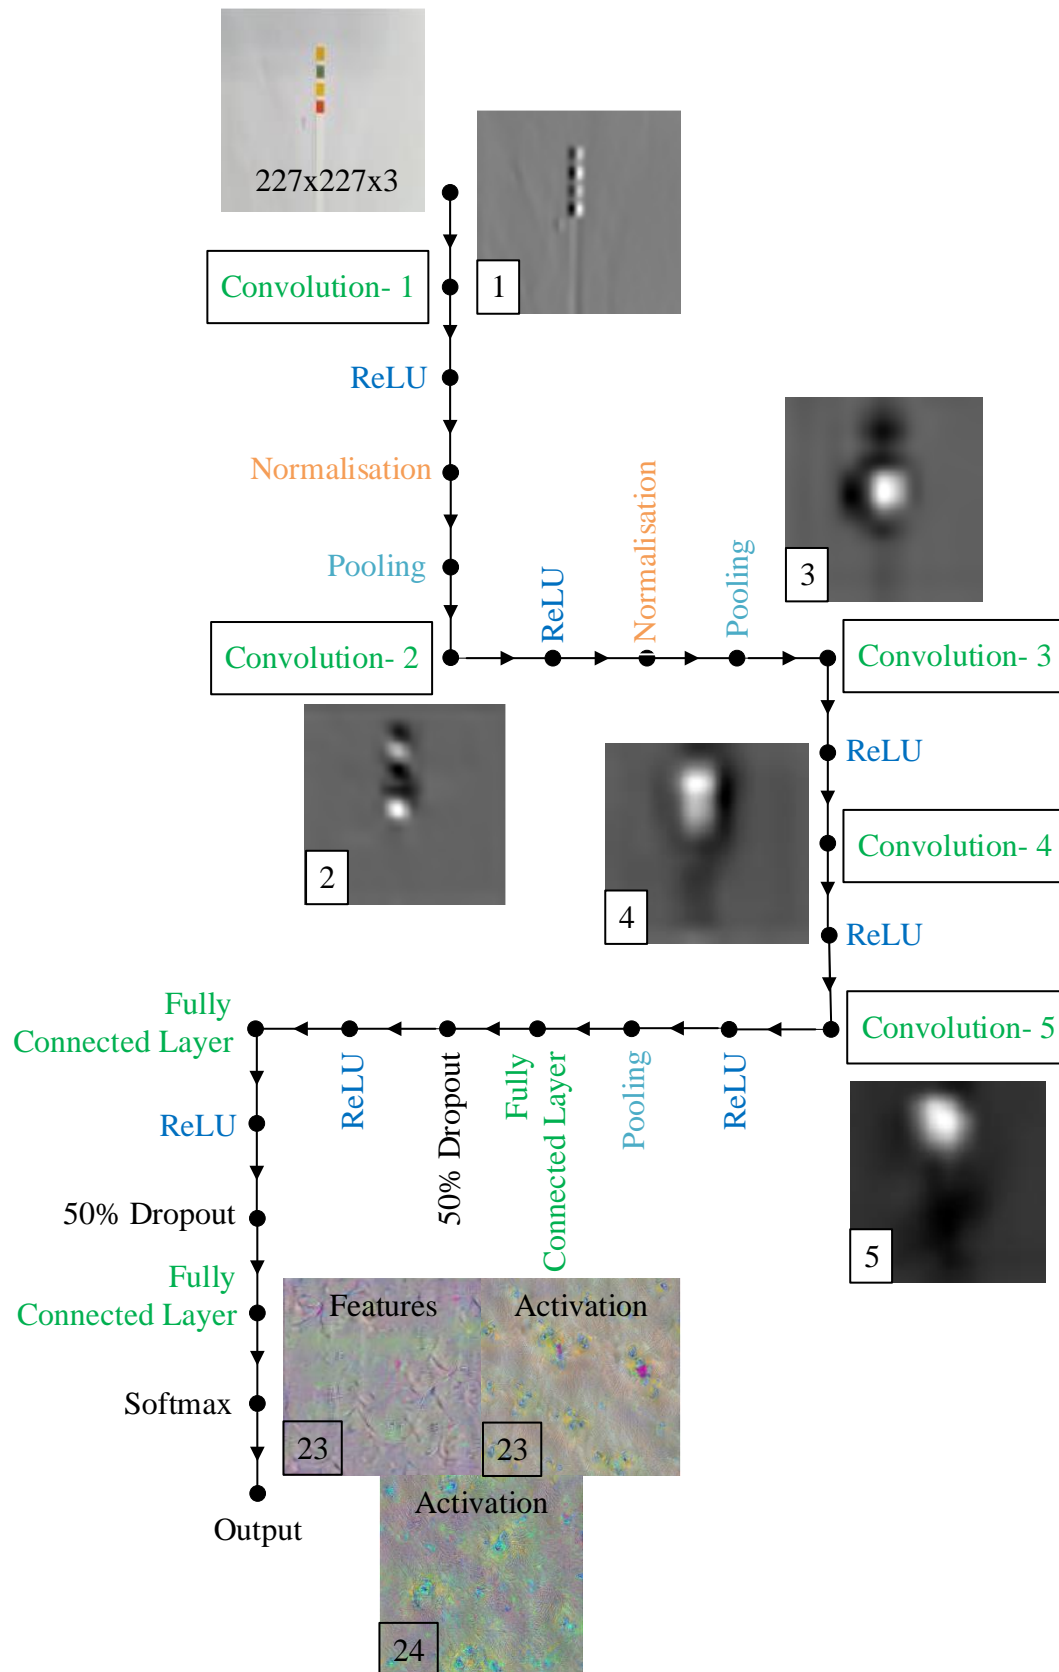 227x227x3
Convolution- 1
1
ReLU
Normalisation
Pooling
Convolution- 2
2
ReLU
Normalisation
Pooling
3
Convolution- 3
ReLU
4
Convolution- 4
ReLU
Convolution- 5
5
ReLU
Pooling
Fully
Connected Layer
50% Dropout
ReLU
Fully
Connected Layer
ReLU
50% Dropout
Fully
Connected Layer
Softmax
Output
Features
23
Activation
23
Activation
24